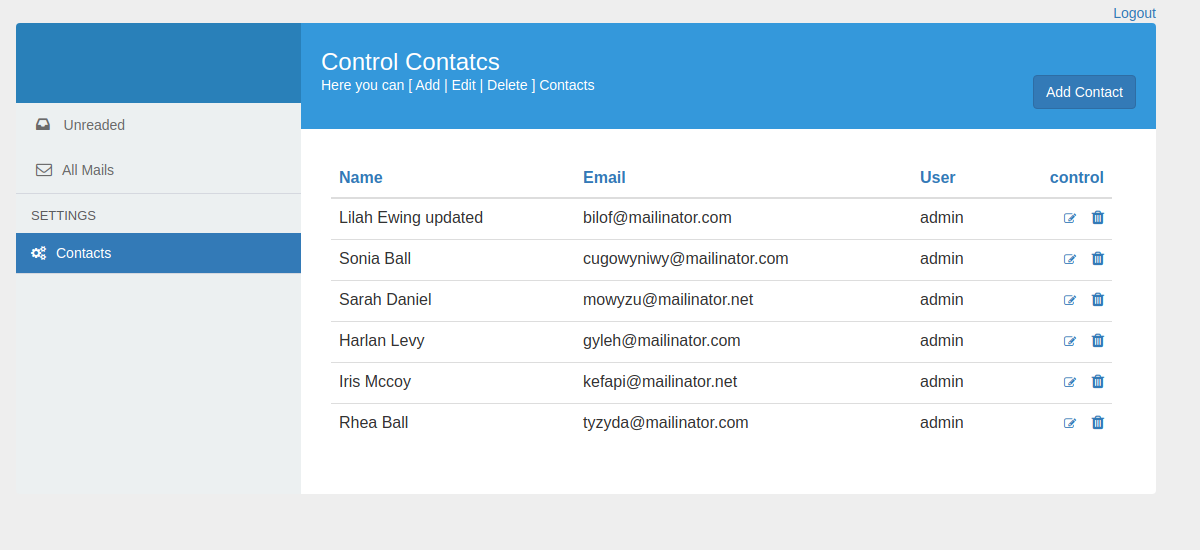 Logout
Control Contatcs
Here you can [ Add | Edit | Delete ] Contacts
Add Contact
Unreaded
All Mails
SETTINGS
Contacts
Name Email User control
Lilah Ewing updated bilof@mailinator.com admin
Sonia Ball cugowyniwy@mailinator.com admin
Sarah Daniel mowyzu@mailinator.net admin
Harlan Levy gyleh@mailinator.com admin
Iris Mccoy kefapi@mailinator.net admin
Rhea Ball tyzyda@mailinator.com admin